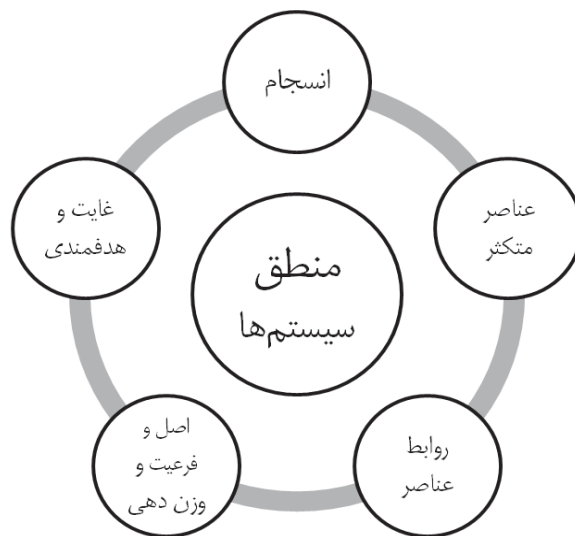 انسجام
عناصر
متکثر
روابط
عناصر
اصل و
فرعیت و
وزن دهی
غایت و
هدفمندی
منطق
سیستم‌ها